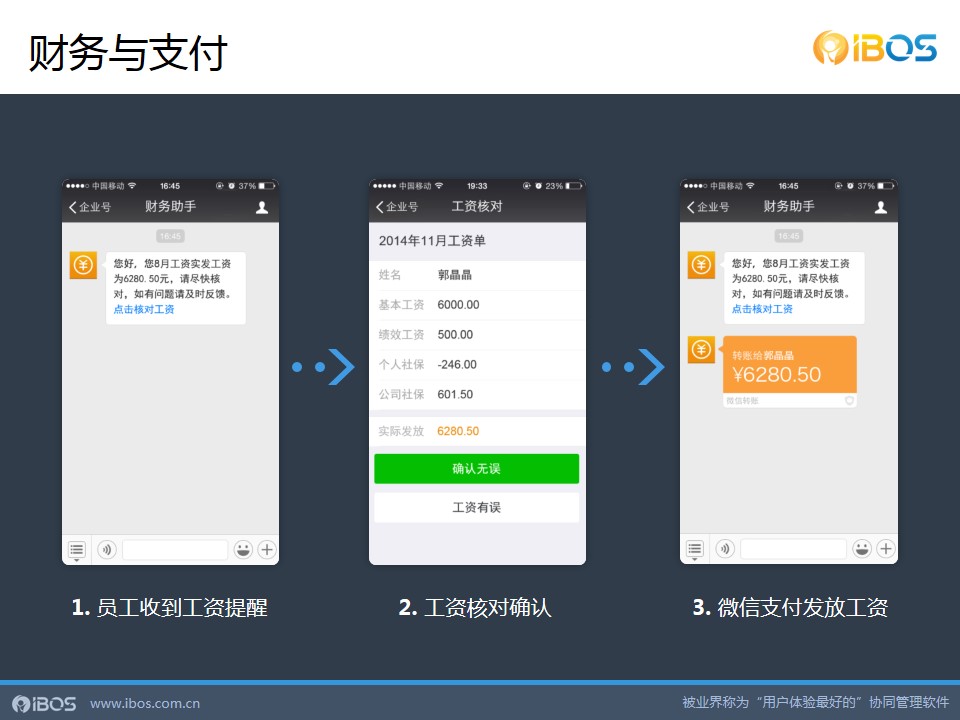 财务与支付
iBOS
中国移动 16:45 37%
企业号 财务助手
16:45
您好，您8月工资实发工资
为6280.50元，请尽快核
对，如有问题请及时反馈。
点击核对工资
1. 员工收到工资提醒
中国移动 19:33 23%
企业号 工资核对
2014年11月工资单
姓名 郭晶晶
基本工资 6000.00
绩效工资 500.00
个人社保 -246.00
公司社保 601.50
实际发放 6280.50
确认无误
工资有误
2. 工资核对确认
中国移动 16:45 37%
企业号 财务助手
16:45
您好，您8月工资实发工资
为6280.50元，请尽快核
对，如有问题请及时反馈。
点击核对工资
转账给郭晶晶
¥6280.50
微信转账
3. 微信支付发放工资
iBOS www.ibos.com.cn
被业界称为“用户体验最好的”协同管理软件